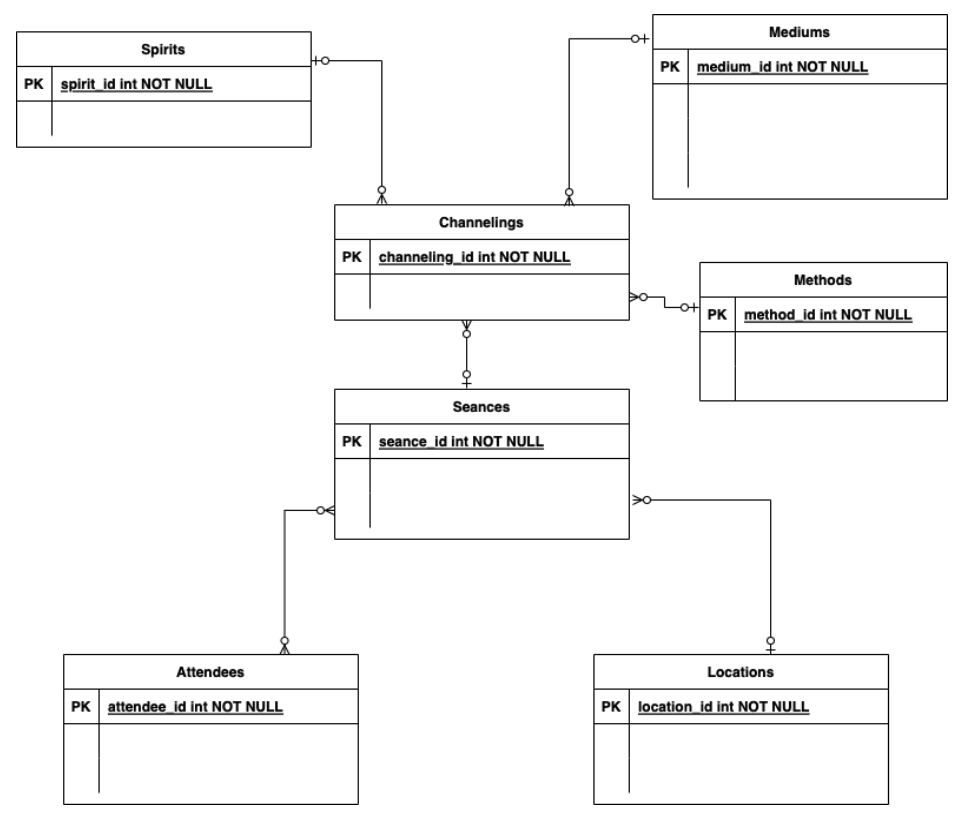 Spirits
PK spirit_id int NOT NULL
Mediums
PK medium_id int NOT NULL
Channelings
PK channeling_id int NOT NULL
Methods
PK method_id int NOT NULL
Seances
PK seance_id int NOT NULL
Attendees
PK attendee_id int NOT NULL
Locations
PK location_id int NOT NULL